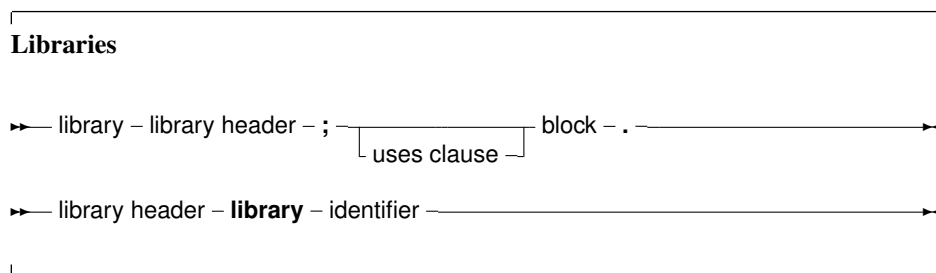 Libraries
library – library header – ; – block – . –
uses clause –
library header – library – identifier –